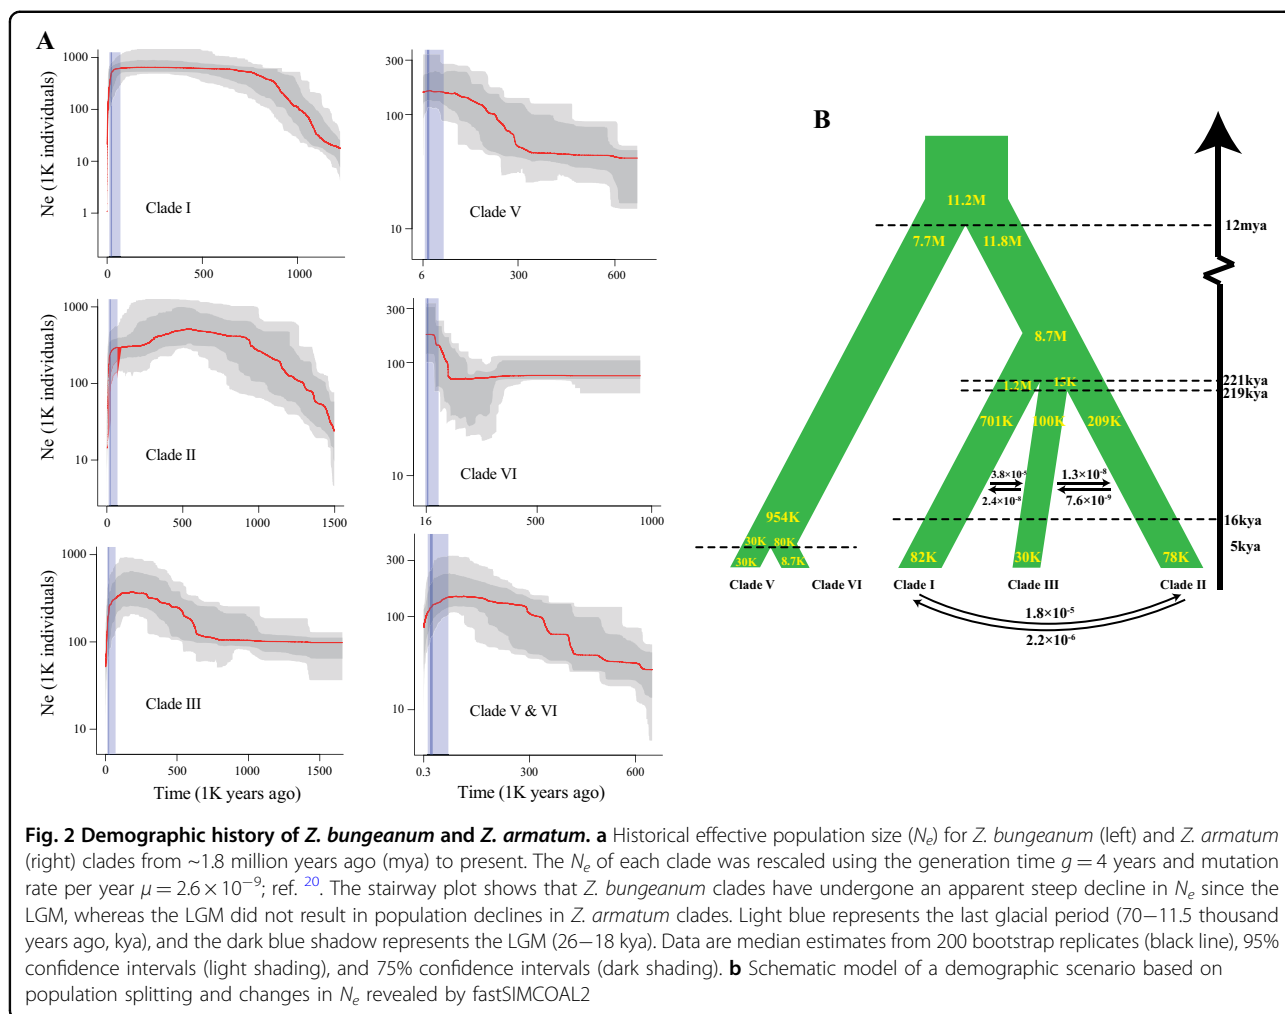 A
Ne (1K individuals)
1000
100
10
1
Clade I
0
500
1000
300
100
10
Clade V
6
300
600
Ne (1K individuals)
1000
100
10
Clade II
0
500
1000
1500
300
100
10
Clade VI
16
500
1000
Ne (1K individuals)
1000
100
10
Clade III
0
500
1000
1500
Time (1K years ago)
300
100
10
Clade V & VI
0.3
300
600
Time (1K years ago)
B
11.2M
7.7M
11.8M
12mya
8.7M
221kya
1.2M
15K
219kya
701K
100K
209K
3.8×10⁻⁵
2.4×10⁻⁸
1.3×10⁻⁸
7.6×10⁻⁹
954K
16kya
30K
80K
5kya
30K
8.7K
82K
30K
78K
Clade V
Clade VI
Clade I
Clade III
Clade II
1.8×10⁻⁵
2.2×10⁻⁶
Fig. 2 Demographic history of Z. bungeanum and Z. armatum. a Historical effective population size (Nₑ) for Z. bungeanum (left) and Z. armatum
(right) clades from ~1.8 million years ago (mya) to present. The Nₑ of each clade was rescaled using the generation time g = 4 years and mutation
rate per year μ = 2.6 × 10⁻⁹; ref. ²⁰. The stairway plot shows that Z. bungeanum clades have undergone an apparent steep decline in Nₑ since the
LGM, whereas the LGM did not result in population declines in Z. armatum clades. Light blue represents the last glacial period (70−11.5 thousand
years ago, kya), and the dark blue shadow represents the LGM (26−18 kya). Data are median estimates from 200 bootstrap replicates (black line), 95%
confidence intervals (light shading), and 75% confidence intervals (dark shading). b Schematic model of a demographic scenario based on
population splitting and changes in Nₑ revealed by fastSIMCOAL2